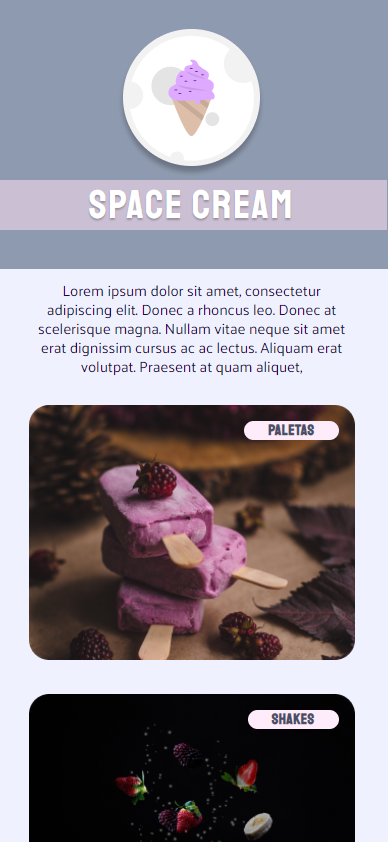 SPACE CREAM
Lorem ipsum dolor sit amet, consectetur
adipiscing elit. Donec a rhoncus leo. Donec at
scelerisque magna. Nullam vitae neque sit amet
erat dignissim cursus ac ac lectus. Aliquam erat
volutpat. Praesent at quam aliquet,
PALETAS
SHAKES